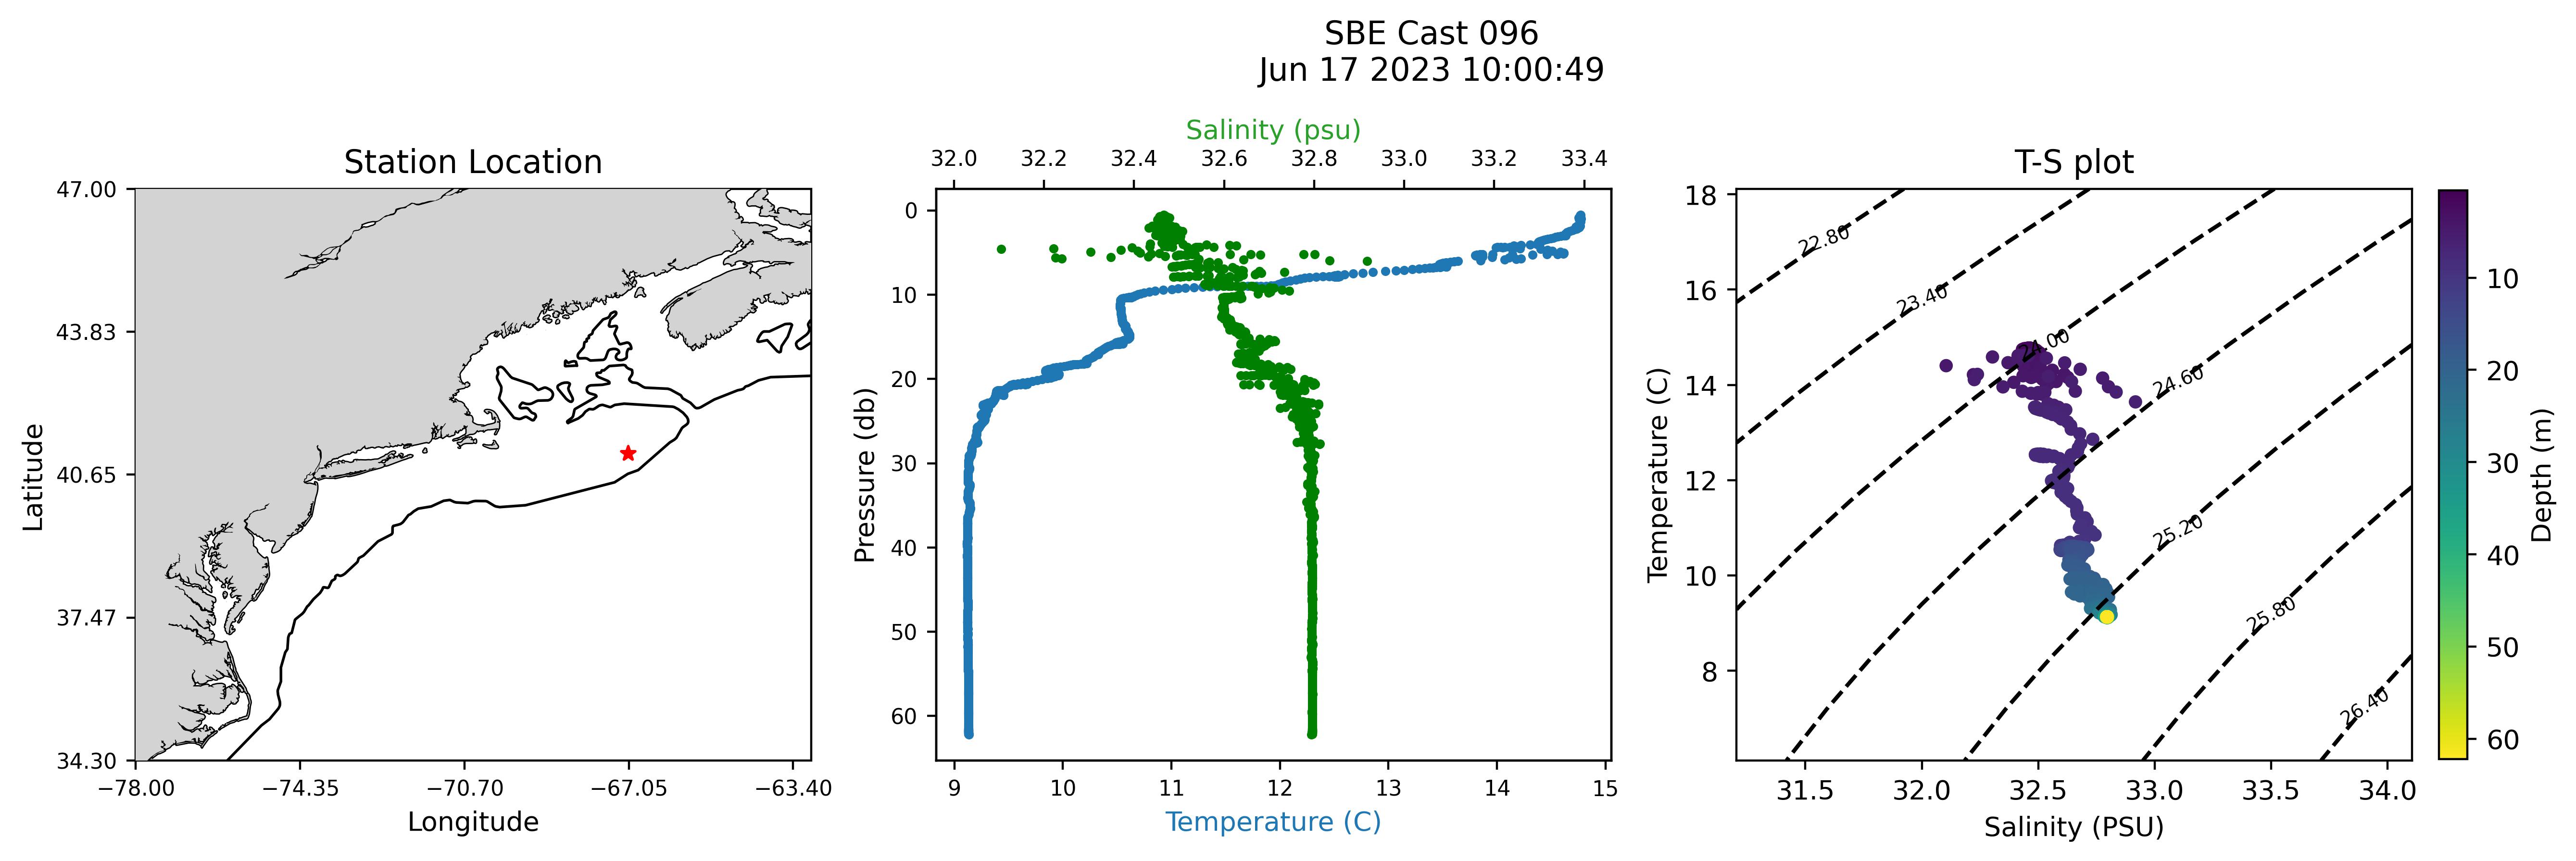 SBE Cast 096
Jun 17 2023 10:00:49
Station Location
47.00
43.83
40.65
37.47
34.30
Latitude
−78.00 −74.35 −70.70 −67.05 −63.40
Longitude
Salinity (psu)
32.0 32.2 32.4 32.6 32.8 33.0 33.2 33.4
0
10
20
30
40
50
60
Pressure (db)
9 10 11 12 13 14 15
Temperature (C)
T-S plot
18
16
14
12
10
8
Temperature (C)
22.80
23.40
24.00
24.60
25.20
25.80
26.40
31.5 32.0 32.5 33.0 33.5 34.0
Salinity (PSU)
10
20
30
40
50
60
Depth (m)